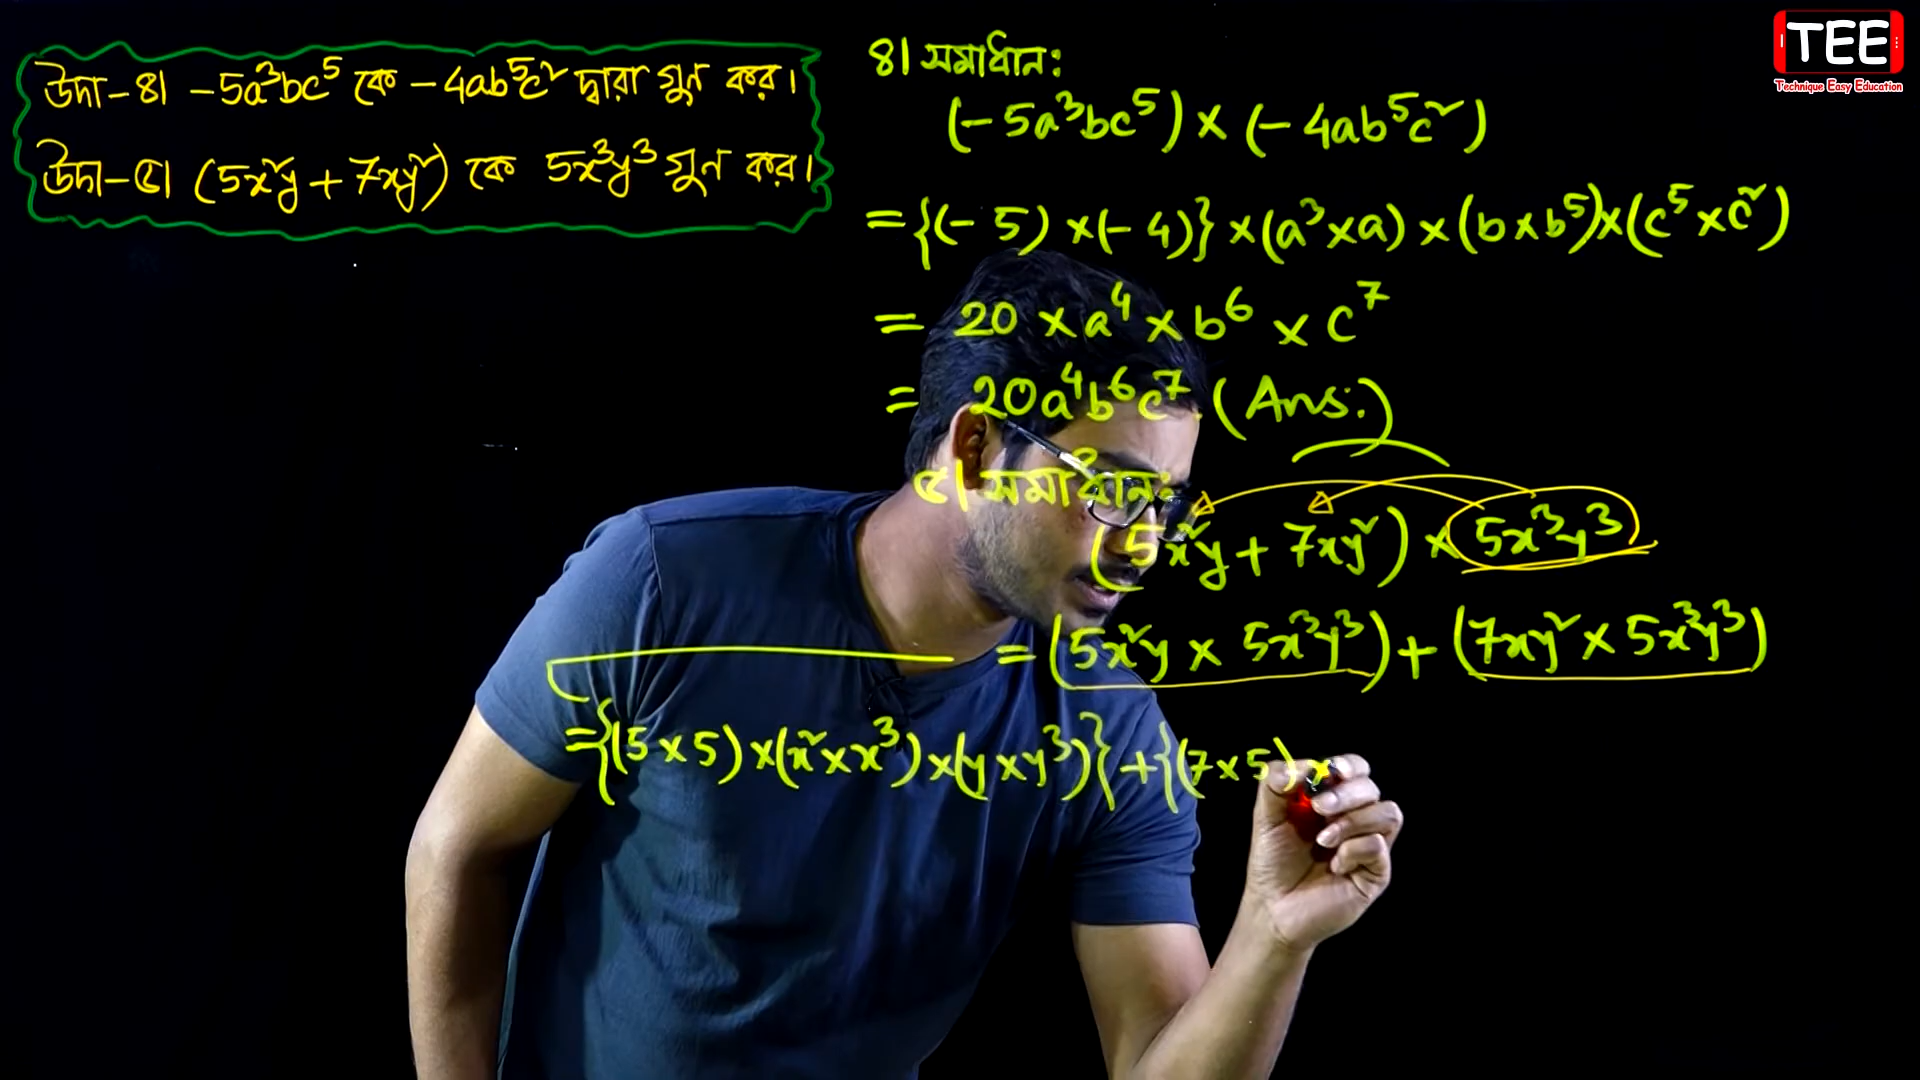 উদা-৪। -5a³bc⁵ কে -4ab⁵c² দ্বারা গুন কর।
উদা-৫। (5x²y + 7xy²) কে 5x³y³ গুন কর।
৪। সমাধান:
(-5a³bc⁵) × (-4ab⁵c²)
= {(-5) × (-4)} × (a³ × a) × (b × b⁵) × (c⁵ × c²)
= 20 × a⁴ × b⁶ × c⁷
= 20a⁴b⁶c⁷ (Ans:)
৫। সমাধান:
(5x²y + 7xy²) × 5x³y³
= (5x²y × 5x³y³) + (7xy² × 5x³y³)
= {(5 × 5) × (x² × x³) × (y × y³)} + {(7 × 5) ×
TEE
Technique Easy Education